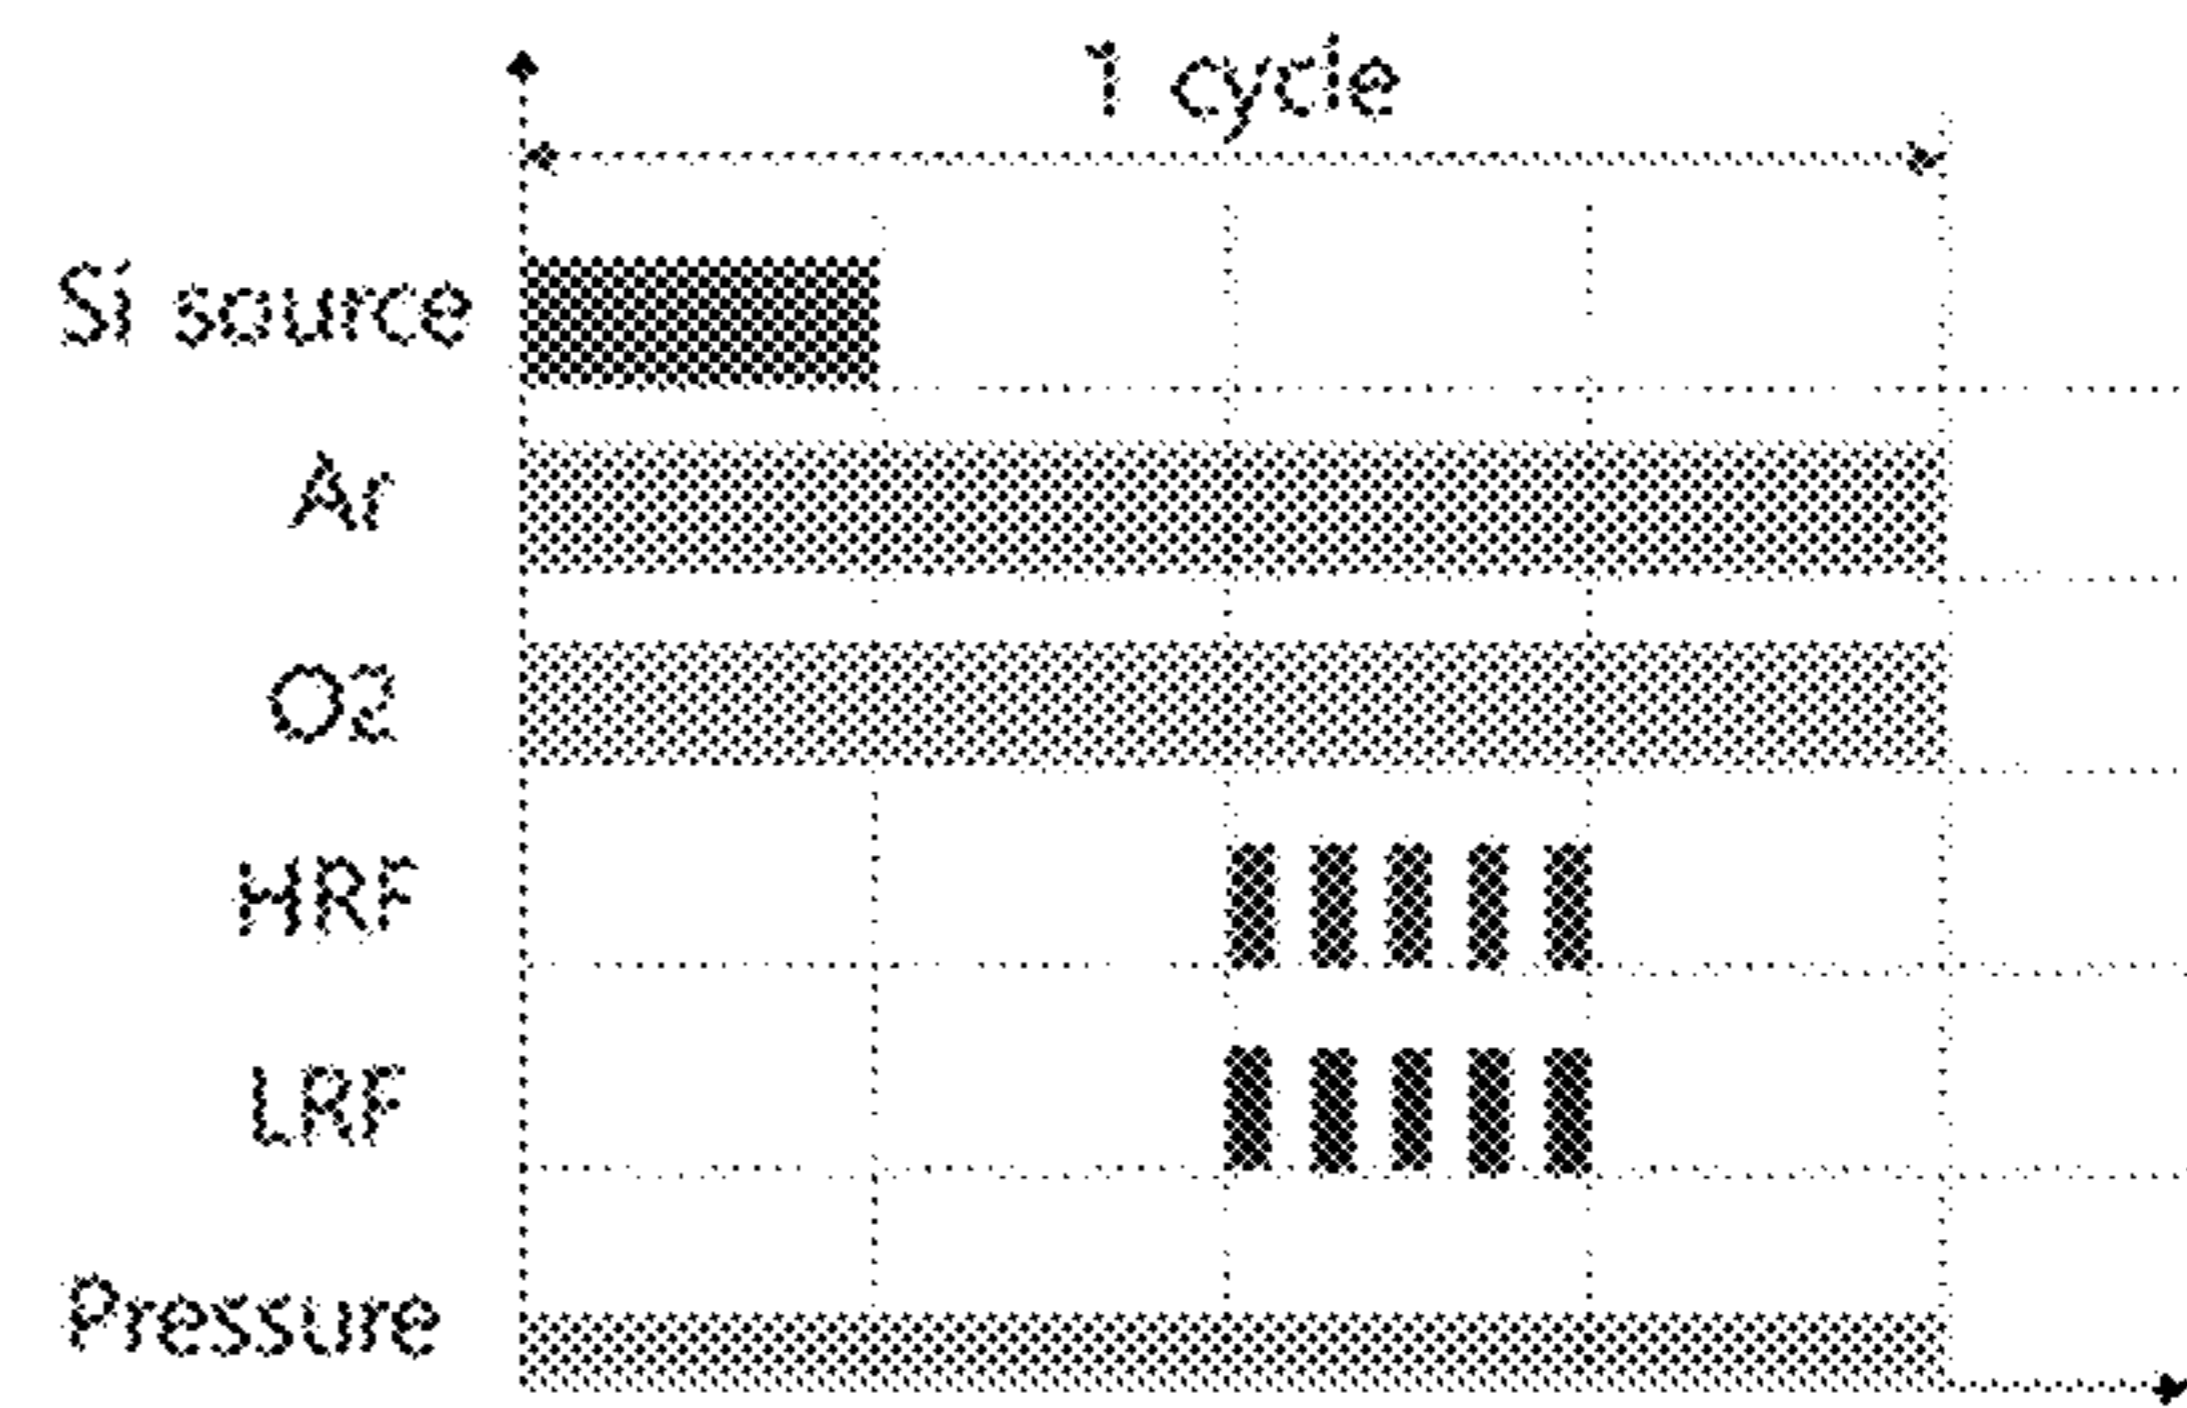 1 cycle
Si source
Ar
O2
HRF
LRF
Pressure